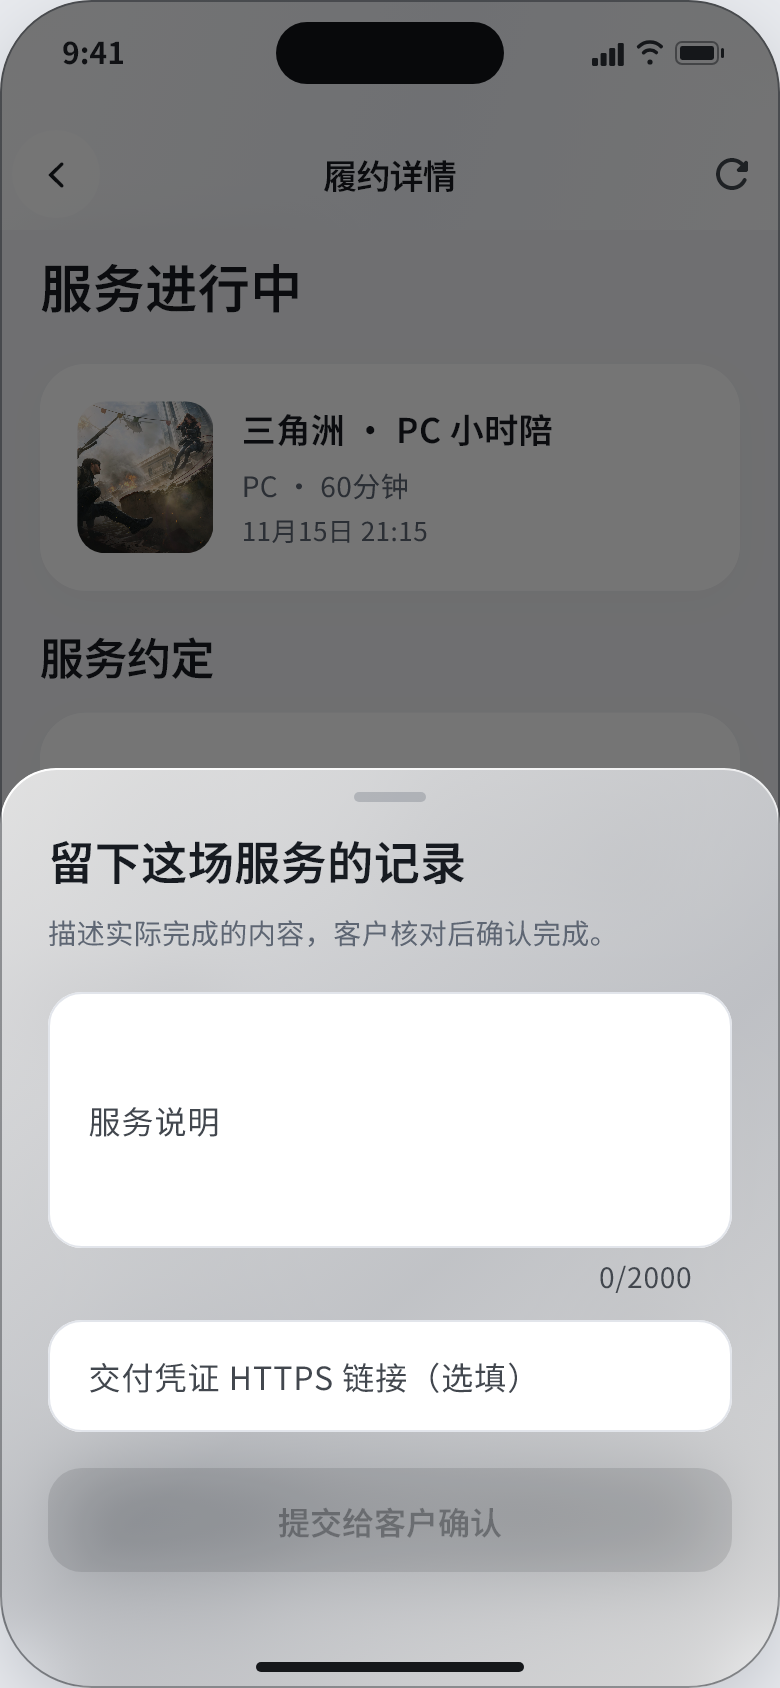 9:41
履约详情
服务进行中
三角洲 · PC 小时陪
PC · 60分钟
11月15日 21:15
服务约定
留下这场服务的记录
描述实际完成的内容，客户核对后确认完成。
服务说明
0/2000
交付凭证 HTTPS 链接（选填）
提交给客户确认